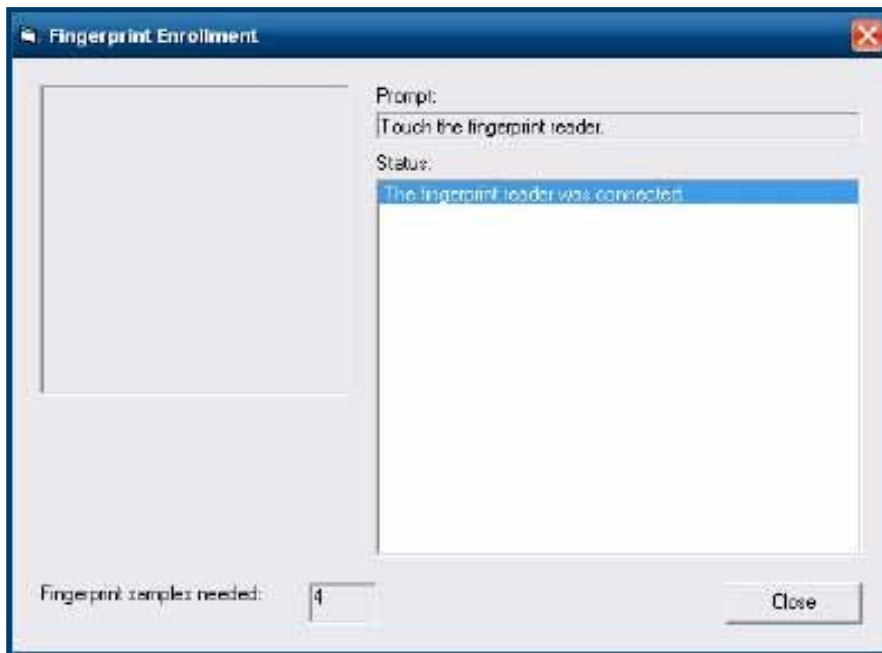 Fingerprint Enrollment
Prompt:
Touch the fingerprint reader.
Status:
The fingerprint reader was connected.
Fingerprint samples needed:
4
Close